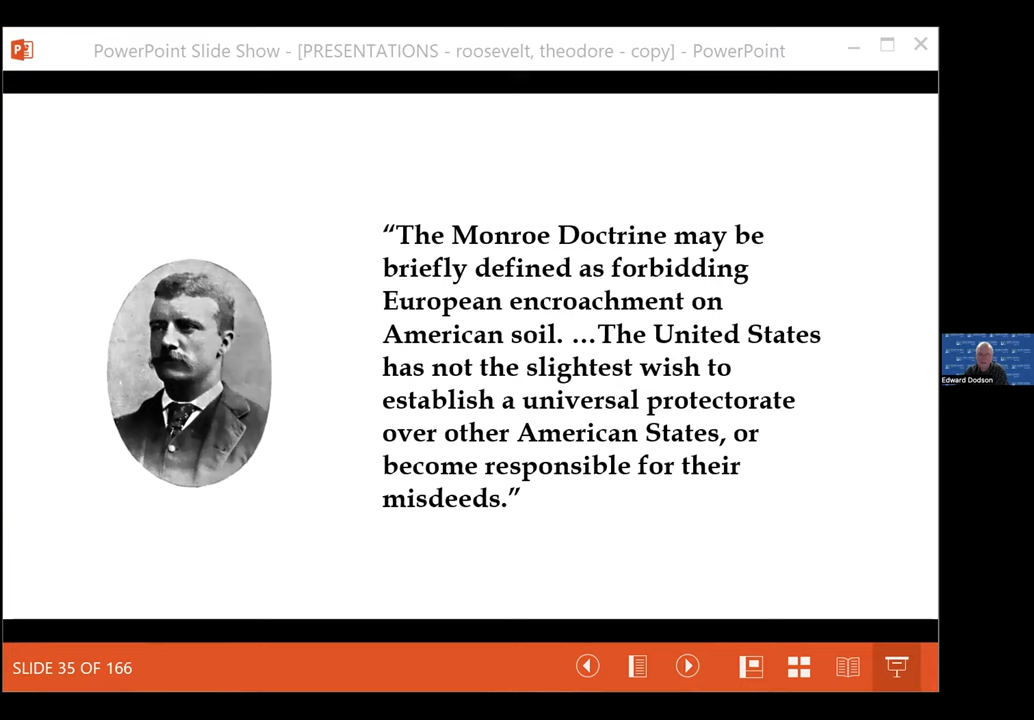 PowerPoint Slide Show - [PRESENTATIONS - roosevelt, theodore - copy] - PowerPoint
“The Monroe Doctrine may be
briefly defined as forbidding
European encroachment on
American soil. …The United States
has not the slightest wish to
establish a universal protectorate
over other American States, or
become responsible for their
misdeeds.”
Edward Dodson
SLIDE 35 OF 166